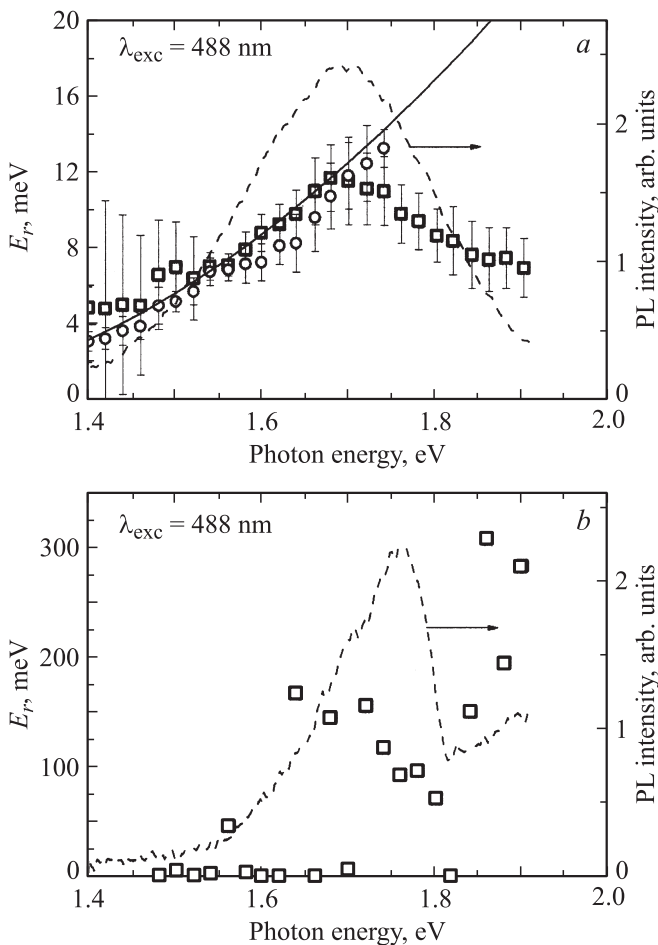 λexc = 488 nm
a
20
16
12
8
4
0
Er, meV
2
1
0
PL intensity, arb. units
1.4
1.6
1.8
2.0
Photon energy, eV
λexc = 488 nm
b
300
200
100
0
Er, meV
2
1
0
PL intensity, arb. units
1.4
1.6
1.8
2.0
Photon energy, eV